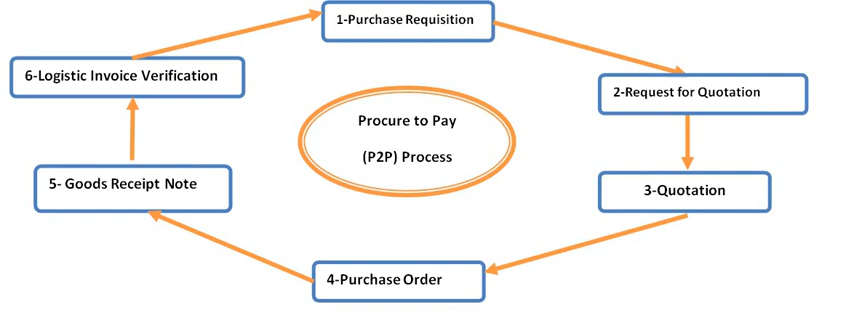 1-Purchase Requisition
2-Request for Quotation
3-Quotation
4-Purchase Order
5- Goods Receipt Note
6-Logistic Invoice Verification
Procure to Pay
(P2P) Process